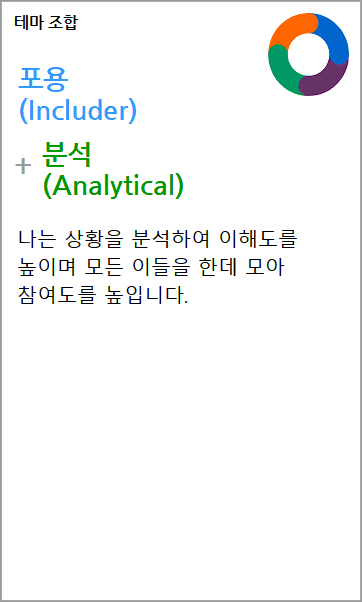 테마 조합
포용
(Includer)
+ 분석
(Analytical)
나는 상황을 분석하여 이해도를
높이며 모든 이들을 한데 모아
참여도를 높입니다.